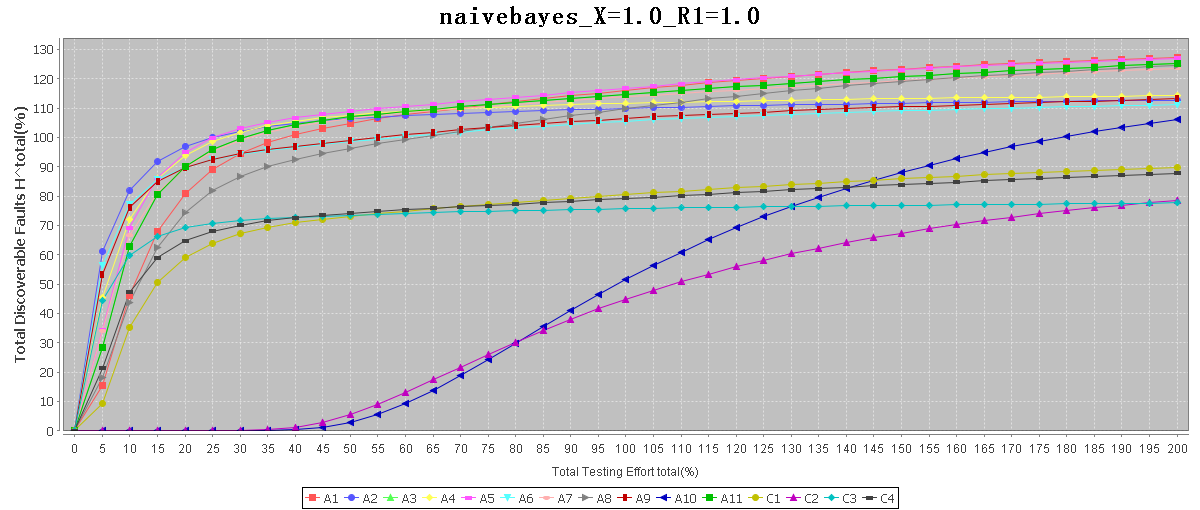 naivebayes_X=1.0_R1=1.0
Total Discoverable Faults H^total(%)
130
120
110
100
90
80
70
60
50
40
30
20
10
0
0 5 10 15 20 25 30 35 40 45 50 55 60 65 70 75 80 85 90 95 100 105 110 115 120 125 130 135 140 145 150 155 160 165 170 175 180 185 190 195 200
Total Testing Effort total(%)
A1 A2 A3 A4 A5 A6 A7 A8 A9 A10 A11 C1 C2 C3 C4